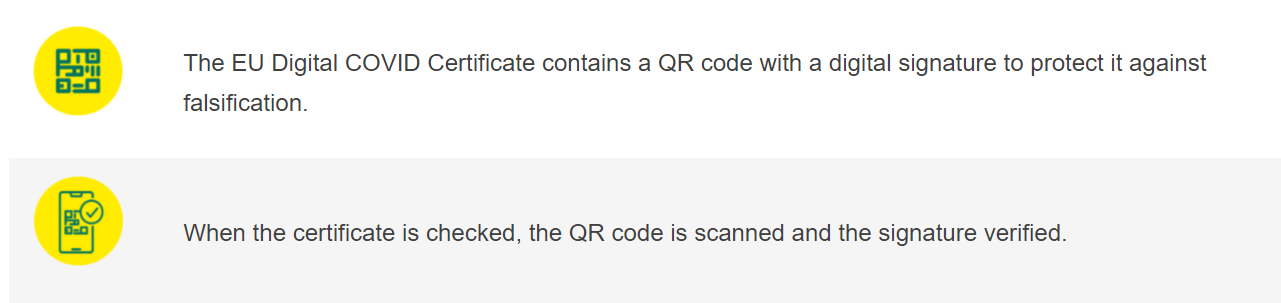 The EU Digital COVID Certificate contains a QR code with a digital signature to protect it against
falsification.
When the certificate is checked, the QR code is scanned and the signature verified.